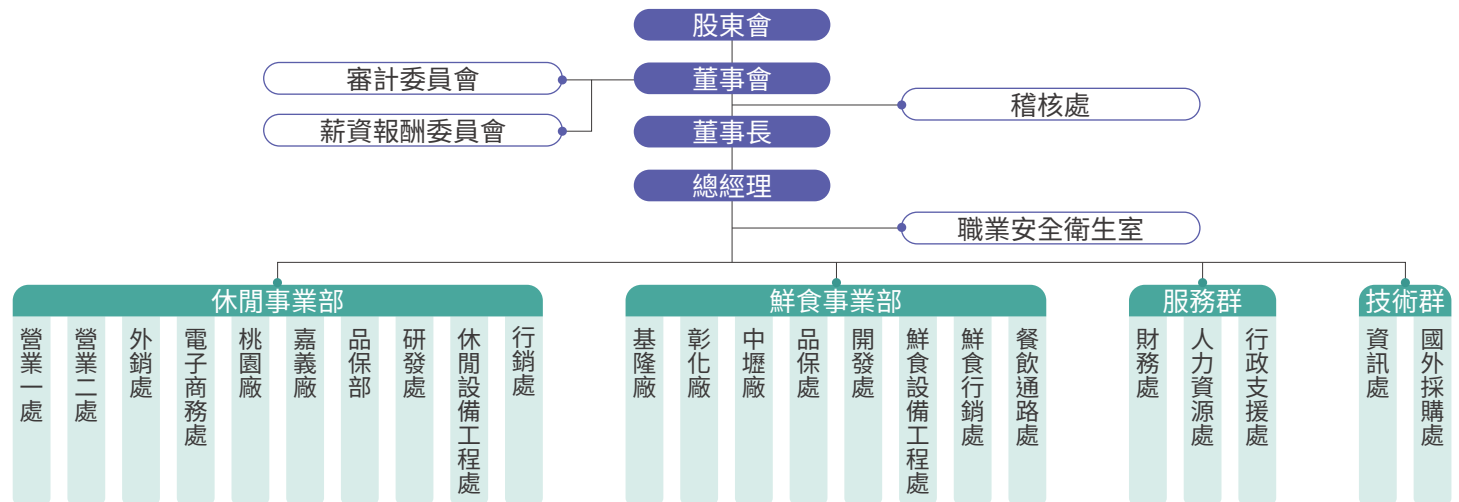 股東會
審計委員會
董事會
稽核處
薪資報酬委員會
董事長
總經理
職業安全衛生室
休閒事業部
營業一處
營業二處
外銷處
電子商務處
桃園廠
嘉義廠
品保部
研發處
休閒設備工程處
行銷處
鮮食事業部
基隆廠
彰化廠
中壢廠
品保處
開發處
鮮食設備工程處
鮮食行銷處
餐飲通路處
服務群
財務處
人力資源處
行政支援處
技術群
資訊處
國外採購處